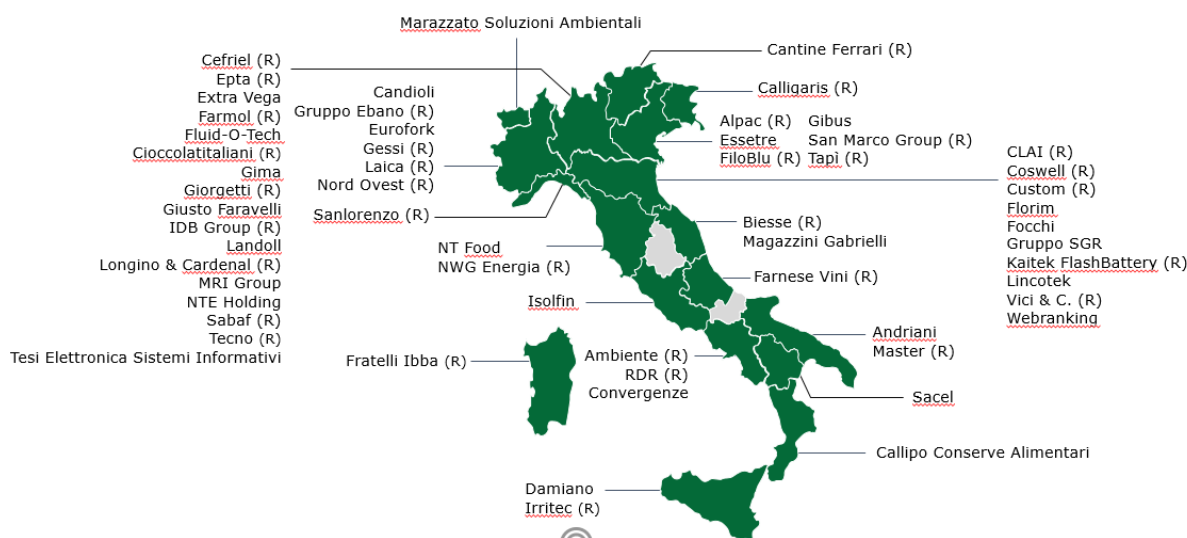 Marazzato Soluzioni Ambientali
Cefriel (R)
Epta (R)
Extra Vega
Farmol (R)
Fluid-O-Tech
Cioccolatitaliani (R)
Gima
Giorgetti (R)
Giusto Faravelli
IDB Group (R)
Landoll
Longino & Cardenal (R)
MRI Group
NTE Holding
Sabaf (R)
Tecno (R)
Tesi Elettronica Sistemi Informativi
Candioli
Gruppo Ebano (R)
Eurofork
Gessi (R)
Laica (R)
Nord Ovest (R)
Sanlorenzo (R)
NT Food
NWG Energia (R)
Isolfin
Fratelli Ibba (R)
Ambiente (R)
RDR (R)
Convergenze
Damiano
Irritec (R)
Cantine Ferrari (R)
Calligaris (R)
Alpac (R)
Essetre
FiloBlu (R)
Gibus
San Marco Group (R)
Tapì (R)
CLAI (R)
Coswell (R)
Custom (R)
Florim
Focchi
Gruppo SGR
Kaitek FlashBattery (R)
Lincotek
Vici & C. (R)
Webranking
Biesse (R)
Magazzini Gabrielli
Farnese Vini (R)
Andriani
Master (R)
Sacel
Callipo Conserve Alimentari